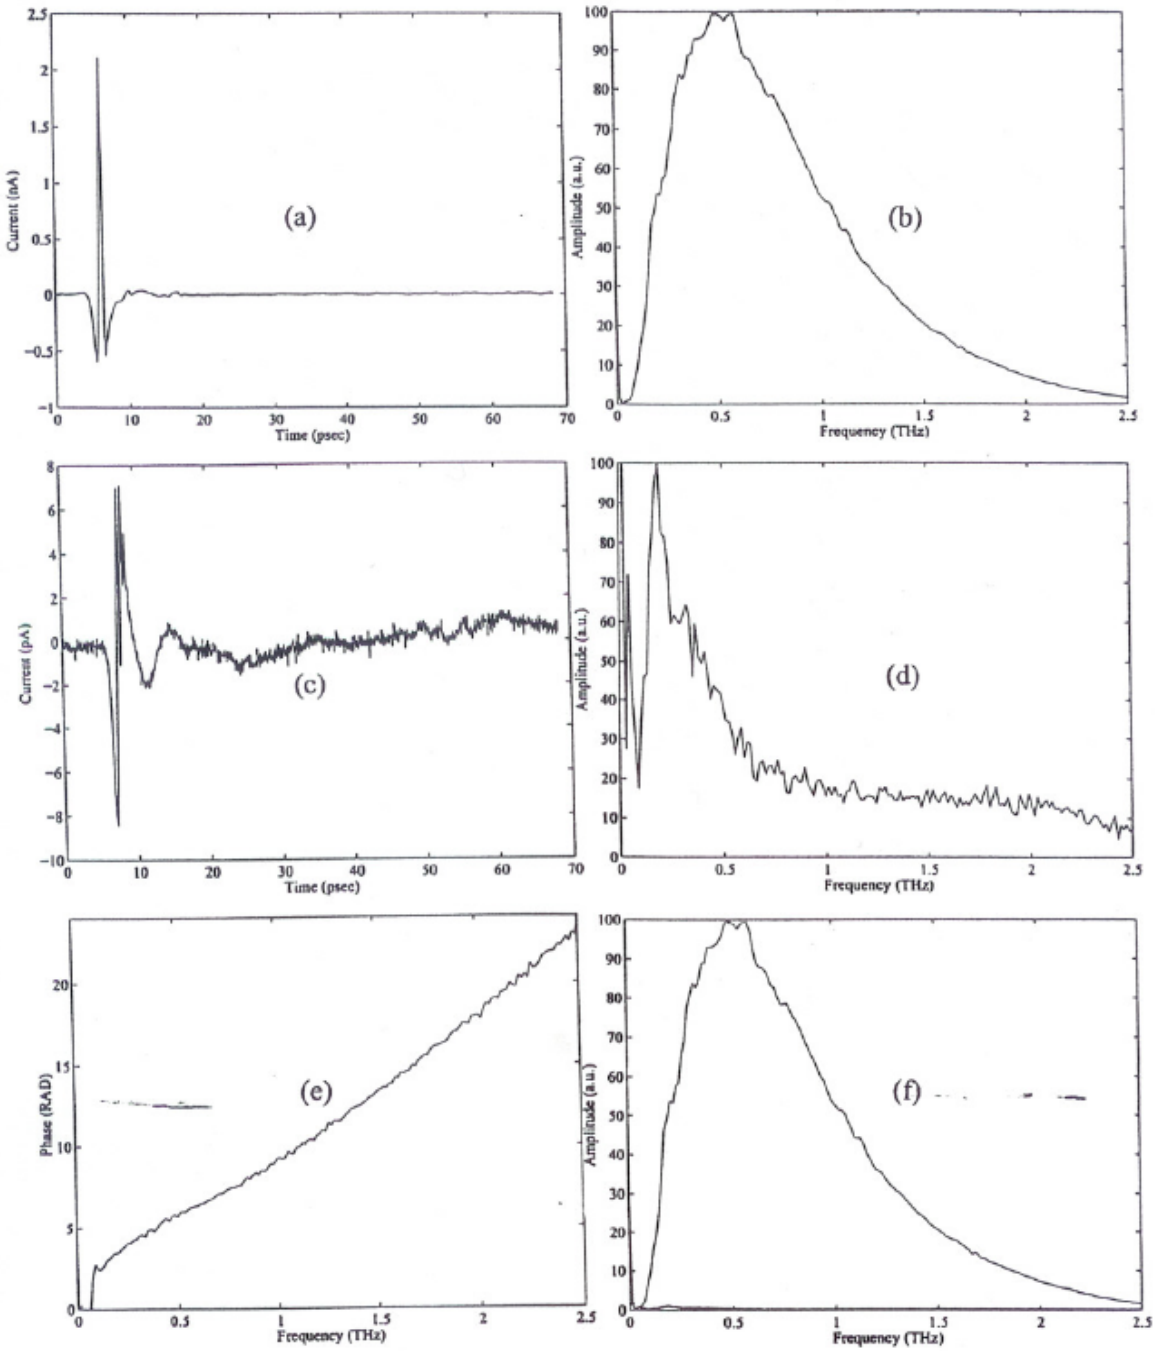 2.5
2
1.5
1
0.5
0
−0.5
−1
Current (nA)
(a)
0 10 20 30 40 50 60 70
Time (psec)
100
90
80
70
60
50
40
30
20
10
0
Amplitude (a.u.)
(b)
0 0.5 1 1.5 2 2.5
Frequency (THz)
8
6
4
2
0
−2
−4
−6
−8
−10
Current (pA)
(c)
0 10 20 30 40 50 60 70
Time (psec)
100
90
80
70
60
50
40
30
20
10
0
Amplitude (a.u.)
(d)
0 0.5 1 1.5 2 2.5
Frequency (THz)
20
15
10
5
0
Phase (RAD)
(e)
0 0.5 1 1.5 2 2.5
Frequency (THz)
100
90
80
70
60
50
40
30
20
10
0
Amplitude (a.u.)
(f)
0 0.5 1 1.5 2 2.5
Frequency (THz)